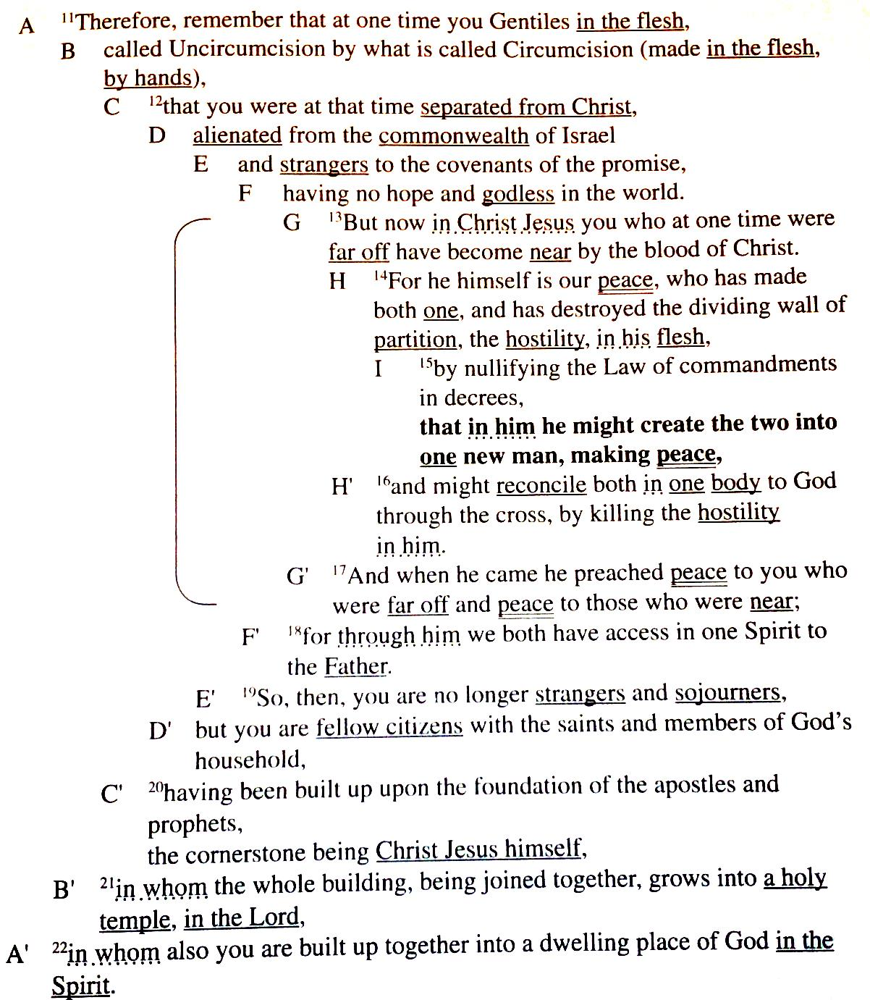 A ¹¹Therefore, remember that at one time you Gentiles in the flesh,
B called Uncircumcision by what is called Circumcision (made in the flesh,
by hands),
C ¹²that you were at that time separated from Christ,
D alienated from the commonwealth of Israel
E and strangers to the covenants of the promise,
F having no hope and godless in the world.
G ¹³But now in Christ Jesus you who at one time were
far off have become near by the blood of Christ.
H ¹⁴For he himself is our peace, who has made
both one, and has destroyed the dividing wall of
partition, the hostility, in his flesh,
I ¹⁵by nullifying the Law of commandments
in decrees,
that in him he might create the two into
one new man, making peace,
H' ¹⁶and might reconcile both in one body to God
through the cross, by killing the hostility
in him.
G' ¹⁷And when he came he preached peace to you who
were far off and peace to those who were near;
F' ¹⁸for through him we both have access in one Spirit to
the Father.
E' ¹⁹So, then, you are no longer strangers and sojourners,
D' but you are fellow citizens with the saints and members of God's
household,
C' ²⁰having been built up upon the foundation of the apostles and
prophets,
the cornerstone being Christ Jesus himself,
B' ²¹in whom the whole building, being joined together, grows into a holy
temple, in the Lord,
A' ²²in whom also you are built up together into a dwelling place of God in the
Spirit.